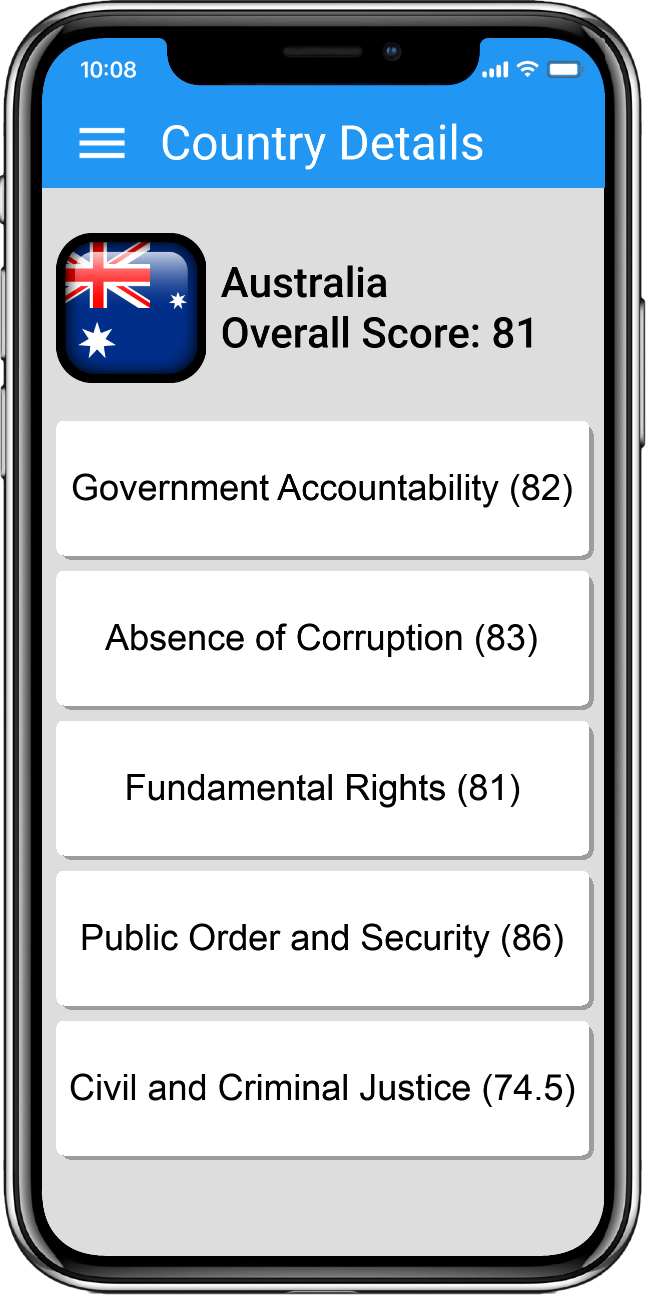 10:08
Country Details
Australia
Overall Score: 81
Government Accountability (82)
Absence of Corruption (83)
Fundamental Rights (81)
Public Order and Security (86)
Civil and Criminal Justice (74.5)